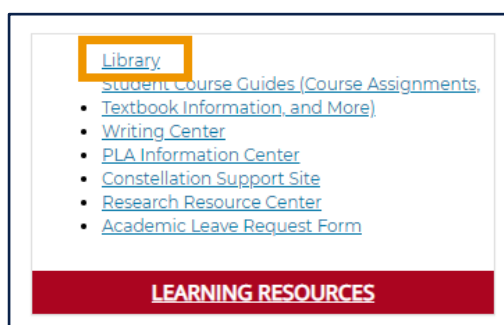 Library
Student Course Guides (Course Assignments,
Textbook Information, and More)
Writing Center
PLA Information Center
Constellation Support Site
Research Resource Center
Academic Leave Request Form
LEARNING RESOURCES